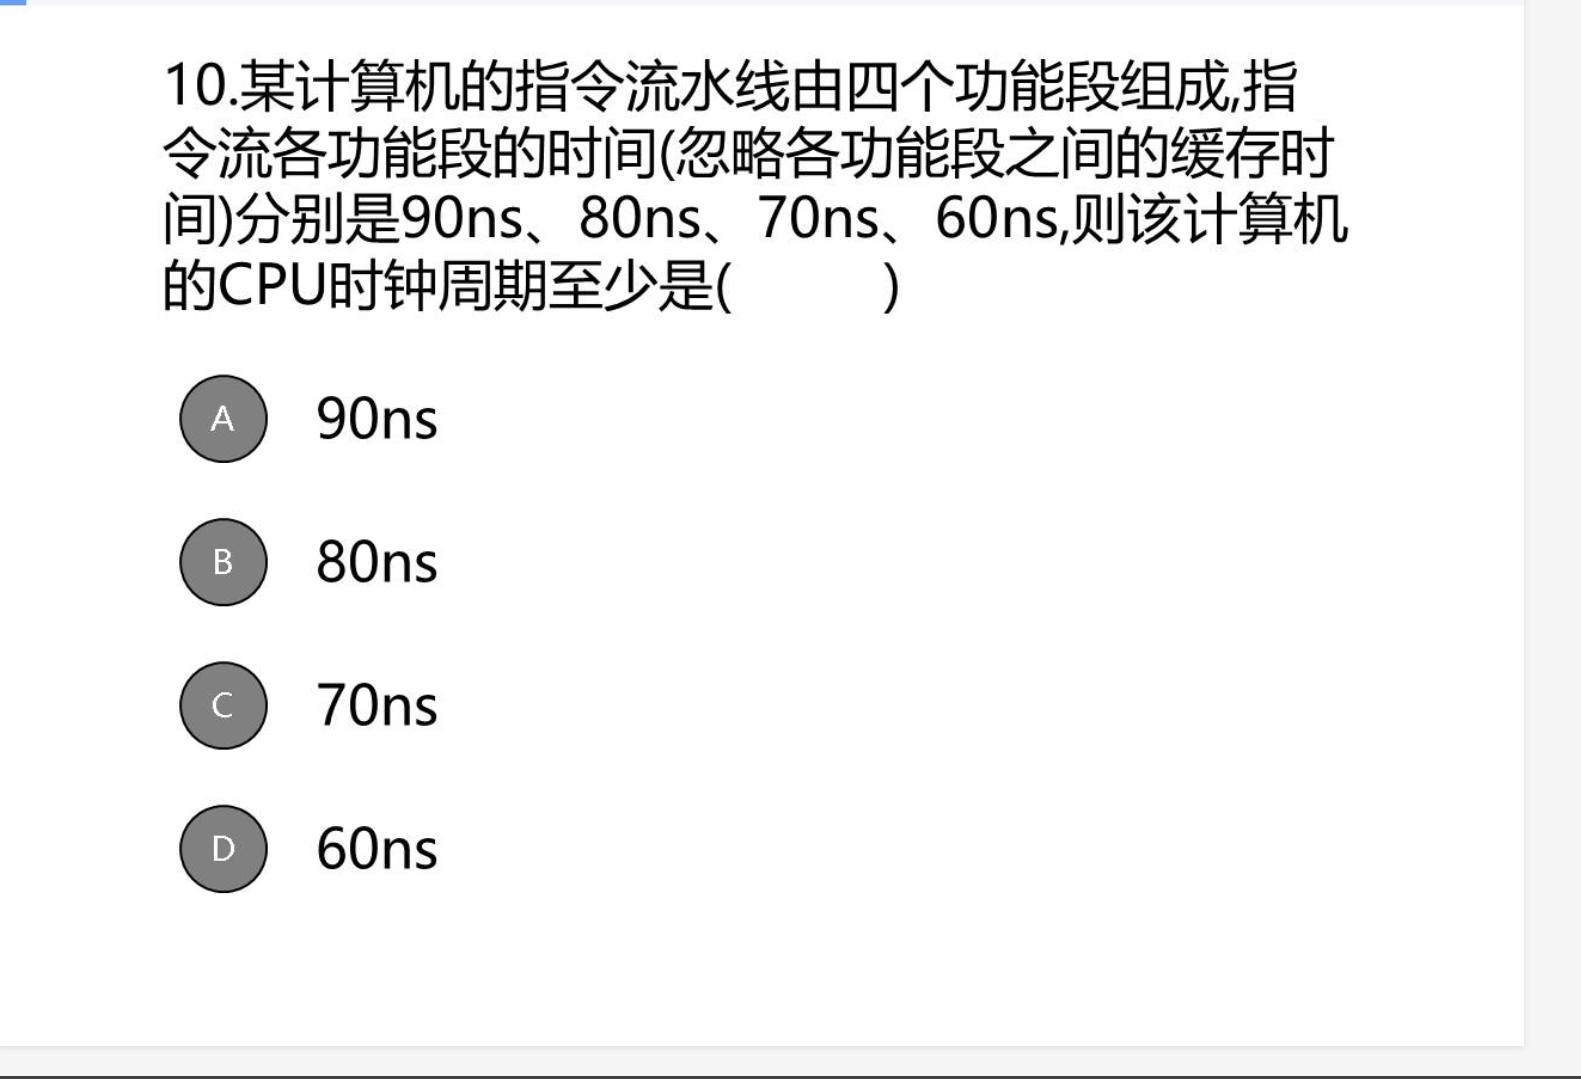 10.某计算机的指令流水线由四个功能段组成,指
令流各功能段的时间(忽略各功能段之间的缓存时
间)分别是90ns、80ns、70ns、60ns,则该计算机
的CPU时钟周期至少是(      )
A 90ns
B 80ns
C 70ns
D 60ns